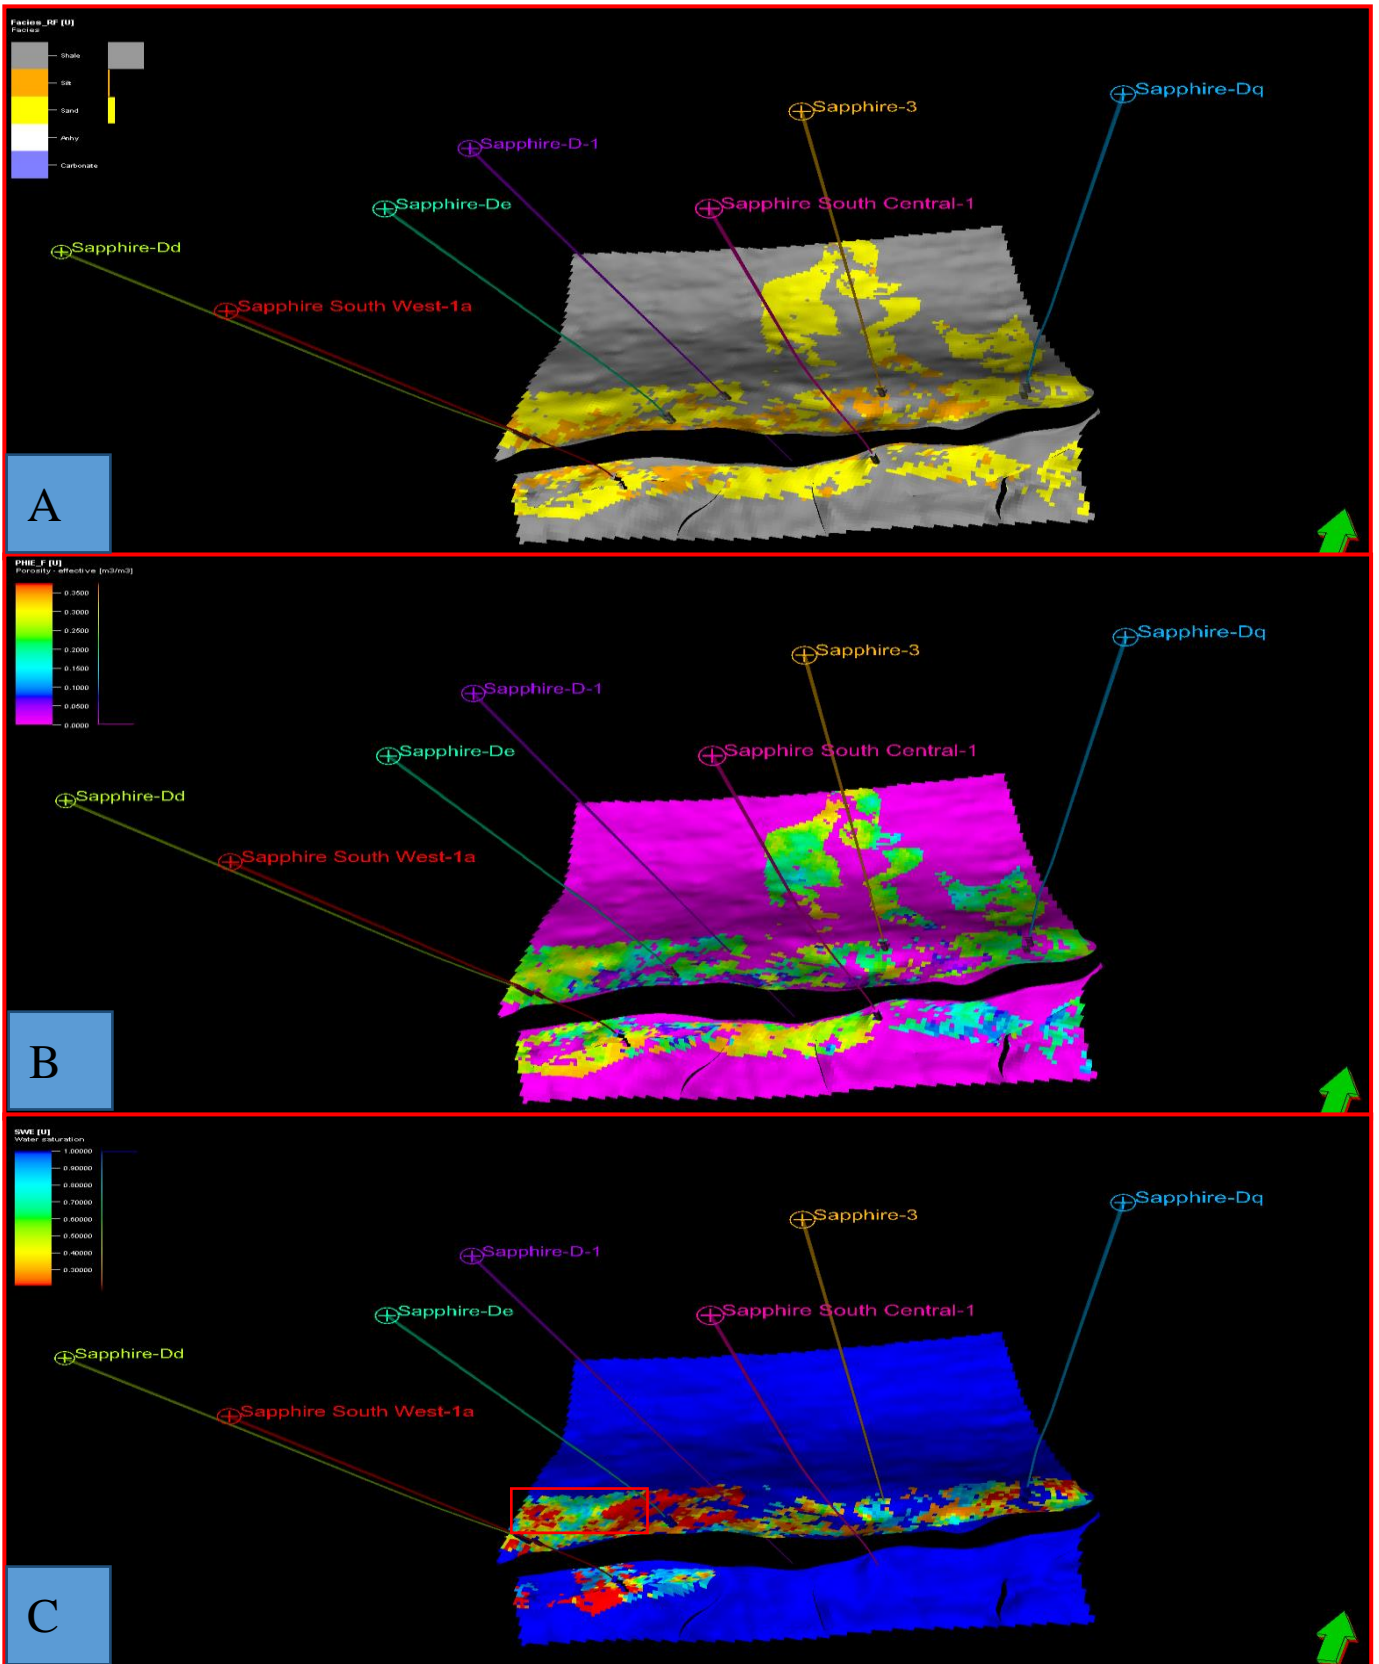 Facies_RF [U]
Facies
Shale
Silt
Sand
Anhy
Carbonate
Sapphire-Dq
Sapphire-3
Sapphire-D-1
Sapphire-De
Sapphire South Central-1
Sapphire-Dd
Sapphire South West-1a
A
PHIE_F [U]
Porosity - effective [m3/m3]
0.3500
0.3000
0.2500
0.2000
0.1500
0.1000
0.0500
0.0000
Sapphire-Dq
Sapphire-3
Sapphire-D-1
Sapphire-De
Sapphire South Central-1
Sapphire-Dd
Sapphire South West-1a
B
SWE [U]
Water saturation
1.00000
0.90000
0.80000
0.70000
0.60000
0.50000
0.40000
0.30000
Sapphire-Dq
Sapphire-3
Sapphire-D-1
Sapphire-De
Sapphire South Central-1
Sapphire-Dd
Sapphire South West-1a
C